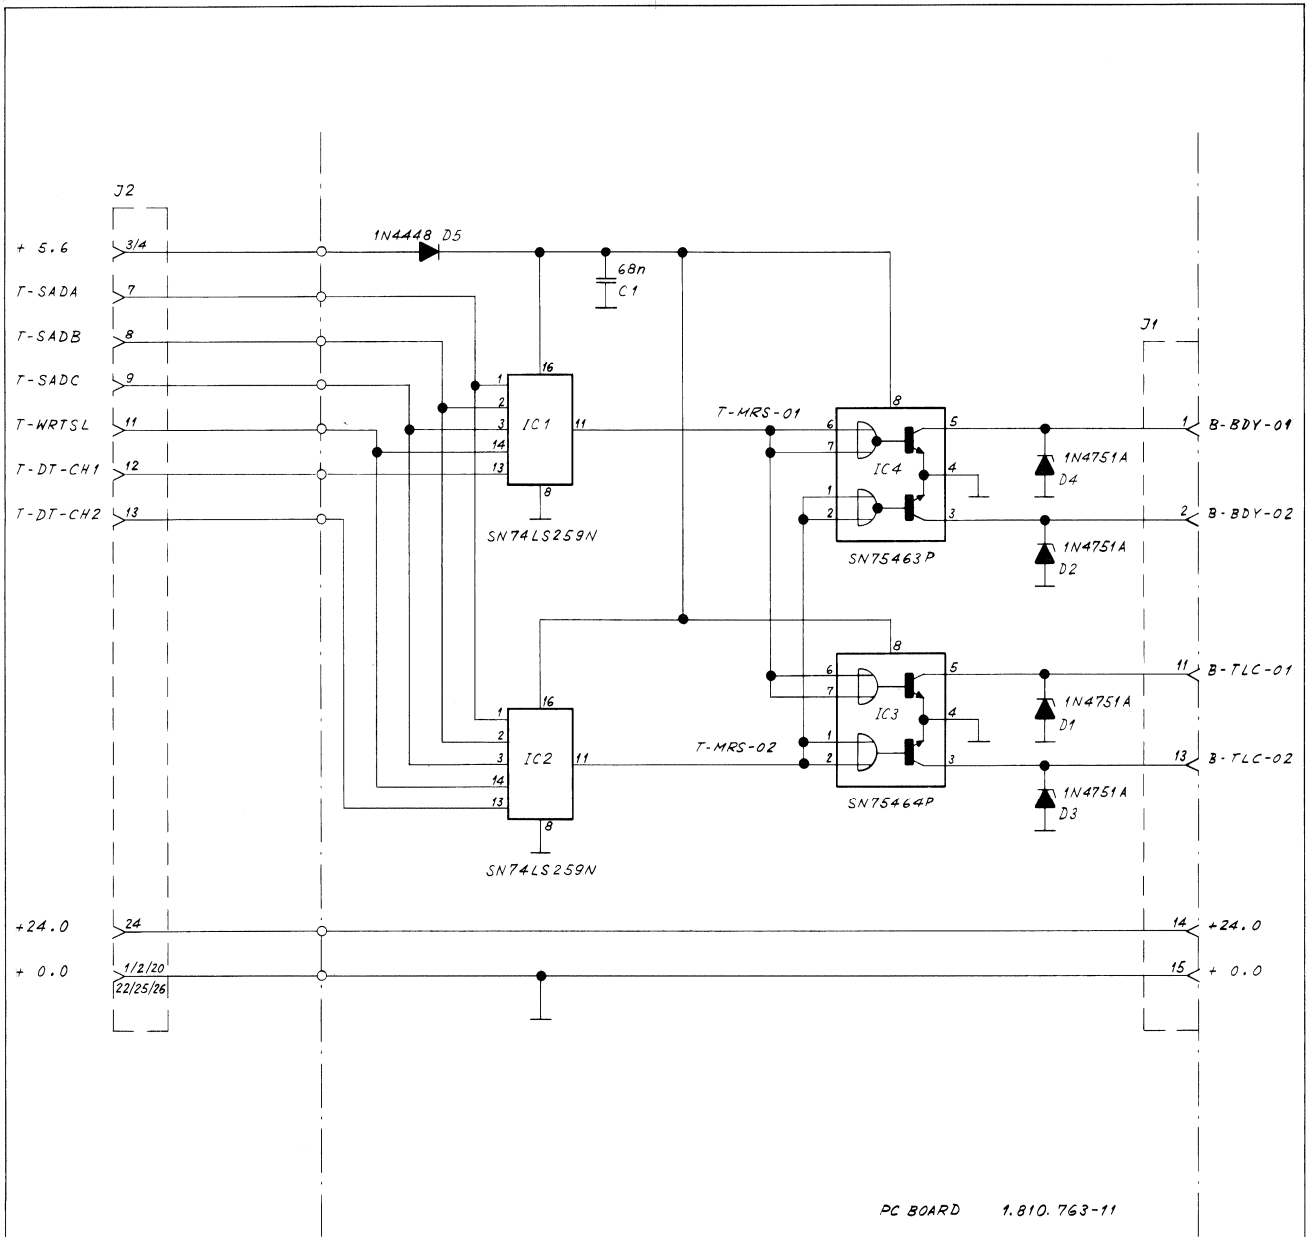 J2
+ 5.6 3/4
1N4448 D5
68n
C1
T-SADA 7
T-SADB 8
T-SADC 9
T-WRTSL 11
T-DT-CH1 12
T-DT-CH2 13
16
1
2
3
14
13
IC1
11
8
SN74LS259N
T-MRS-01
8
6
7
IC4
5
4
1
2
3
SN75463P
J1
1 B-BDY-01
1N4751A
D4
2 B-BDY-02
1N4751A
D2
16
1
2
3
14
13
IC2
11
8
SN74LS259N
T-MRS-02
8
6
7
IC3
5
4
1
2
3
SN75464P
11 B-TLC-01
1N4751A
D1
13 B-TLC-02
1N4751A
D3
+24.0 24
14 +24.0
+ 0.0 1/2/20
22/25/26
15 + 0.0
PC BOARD 1.810.763-11